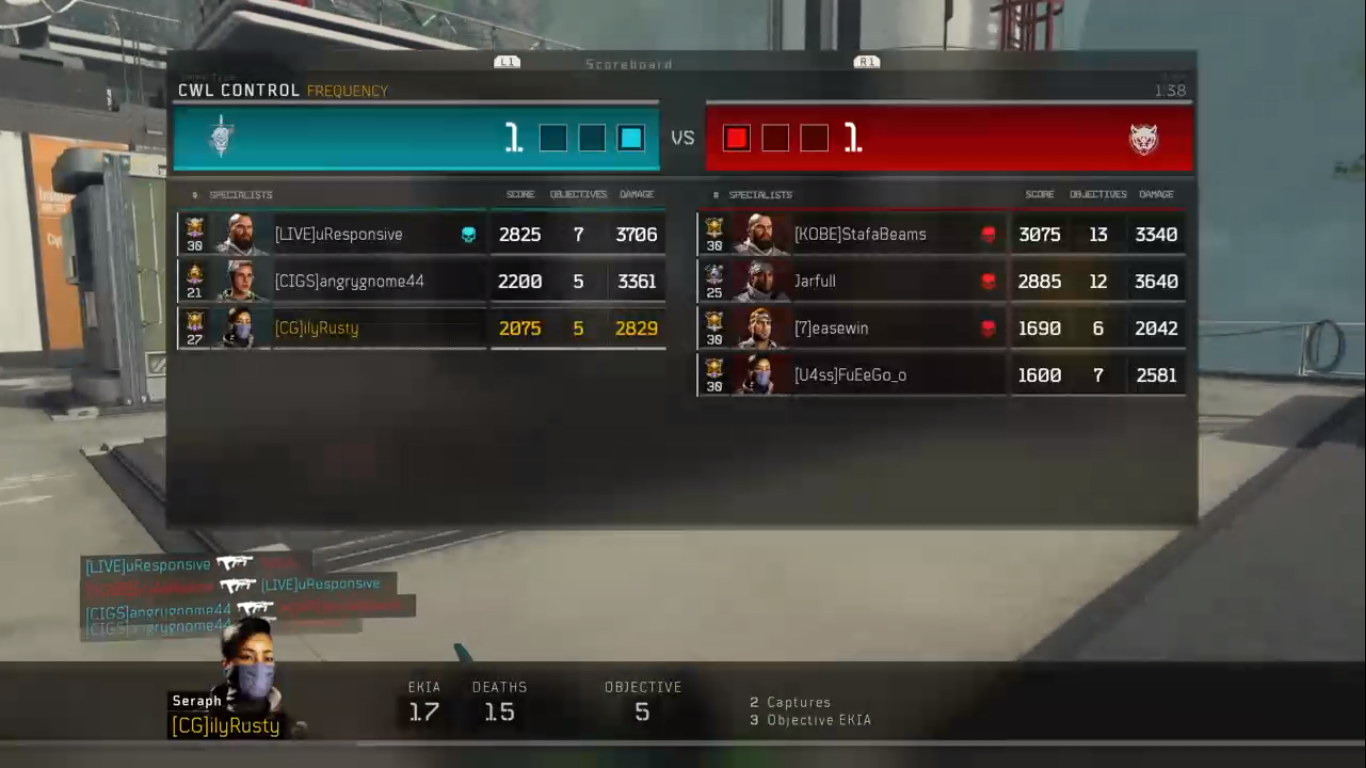 L1 Scoreboard R1
CWL CONTROL FREQUENCY 1:38
1 VS 1
SPECIALISTS SCORE OBJECTIVES DAMAGE
30 [LIVE]uResponsive 2825 7 3706
21 [CIGS]angrygnome44 2200 5 3361
27 [CG]ilyRusty 2075 5 2829
SPECIALISTS SCORE OBJECTIVES DAMAGE
30 [KOBE]StafaBeams 3075 13 3340
25 Jarfull 2885 12 3640
30 [7]easewin 1690 6 2042
30 [U4ss]FuEeGo_o 1600 7 2581
[LIVE]uResponsive
[LIVE]uResponsive
[CIGS]angrygnome44
[CIGS]angrygnome44
Seraph
[CG]ilyRusty
EKIA DEATHS OBJECTIVE
17 15 5
2 Captures
3 Objective EKIA